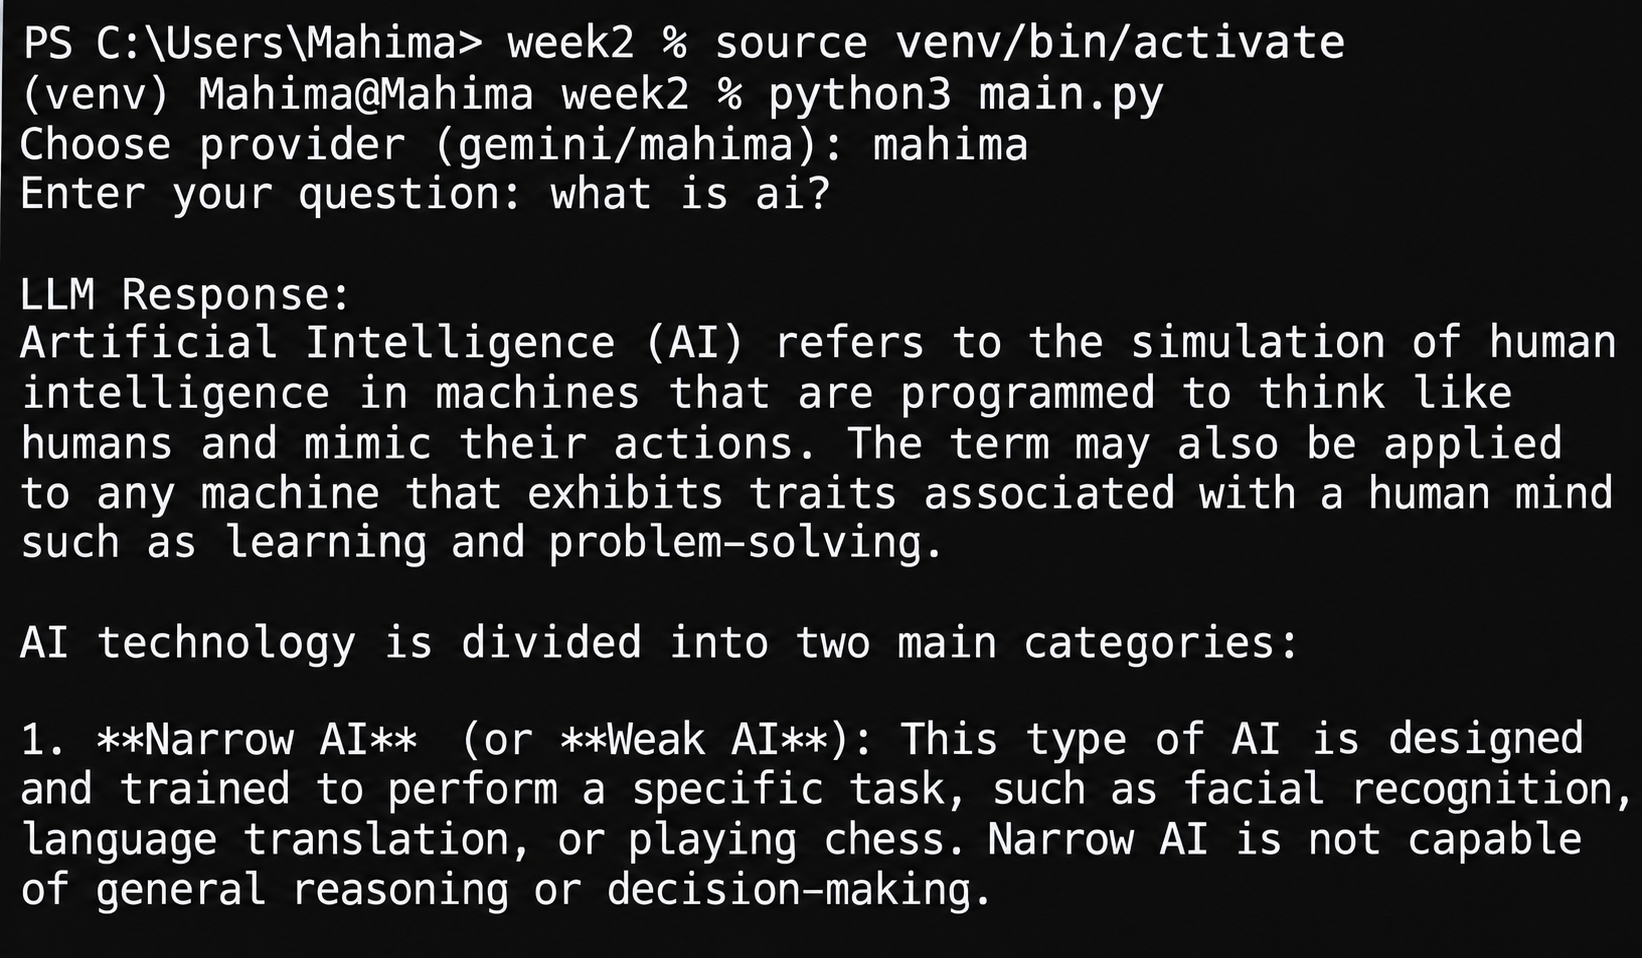 PS C:\Users\Mahima> week2 % source venv/bin/activate
(venv) Mahima@Mahima week2 % python3 main.py
Choose provider (gemini/mahima): mahima
Enter your question: what is ai?
LLM Response:
Artificial Intelligence (AI) refers to the simulation of human
intelligence in machines that are programmed to think like
humans and mimic their actions. The term may also be applied
to any machine that exhibits traits associated with a human mind
such as learning and problem-solving.
AI technology is divided into two main categories:
1. **Narrow AI** (or **Weak AI**): This type of AI is designed
and trained to perform a specific task, such as facial recognition,
language translation, or playing chess. Narrow AI is not capable
of general reasoning or decision-making.